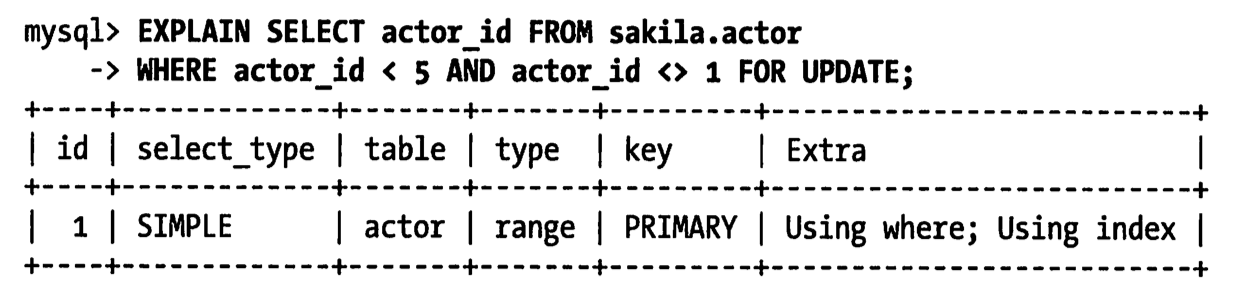 mysql> EXPLAIN SELECT actor_id FROM sakila.actor
    -> WHERE actor_id < 5 AND actor_id <> 1 FOR UPDATE;
+----+-------------+-------+-------+---------+--------------------------+
| id | select_type | table | type  | key     | Extra                    |
+----+-------------+-------+-------+---------+--------------------------+
|  1 | SIMPLE      | actor | range | PRIMARY | Using where; Using index |
+----+-------------+-------+-------+---------+--------------------------+